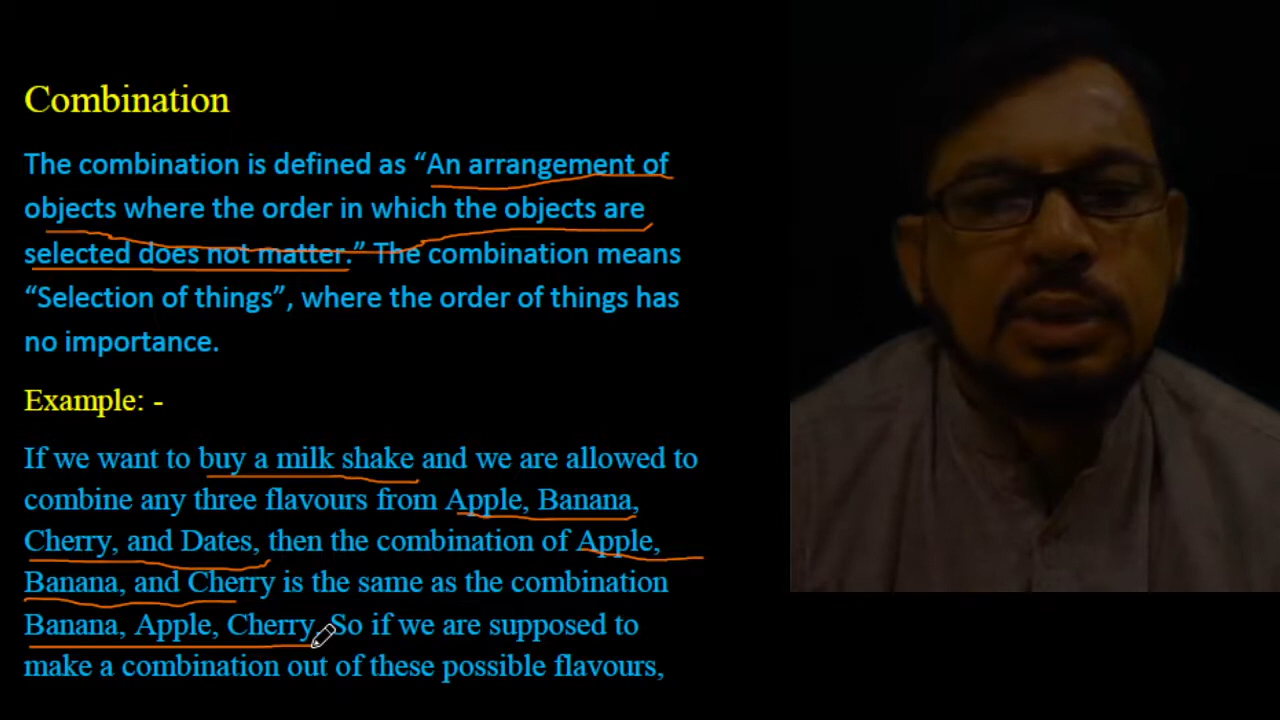 Combination
The combination is defined as “An arrangement of
objects where the order in which the objects are
selected does not matter.” The combination means
“Selection of things”, where the order of things has
no importance.
Example: -
If we want to buy a milk shake and we are allowed to
combine any three flavours from Apple, Banana,
Cherry, and Dates, then the combination of Apple,
Banana, and Cherry is the same as the combination
Banana, Apple, Cherry. So if we are supposed to
make a combination out of these possible flavours,